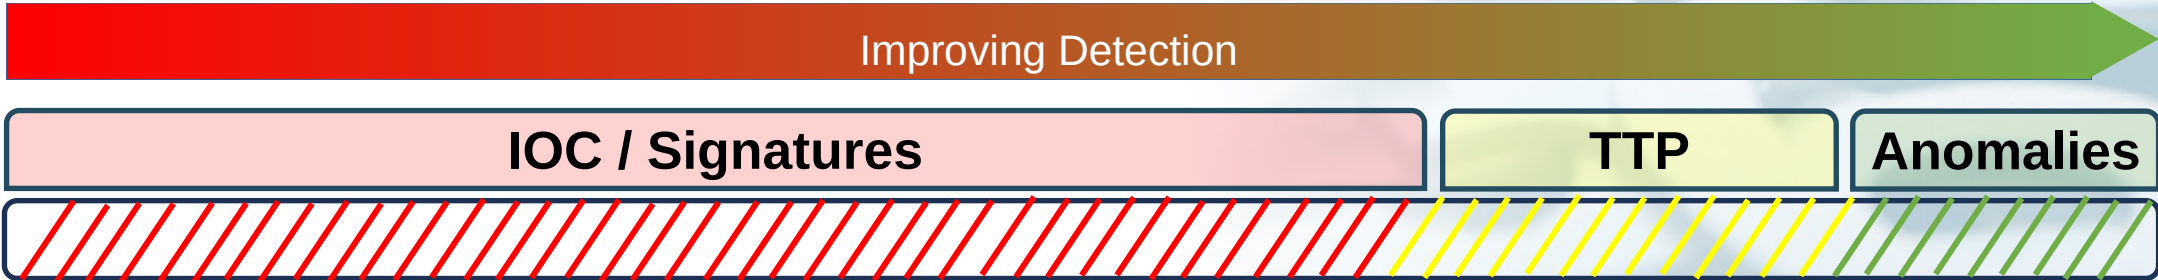 Improving Detection
IOC / Signatures
TTP
Anomalies